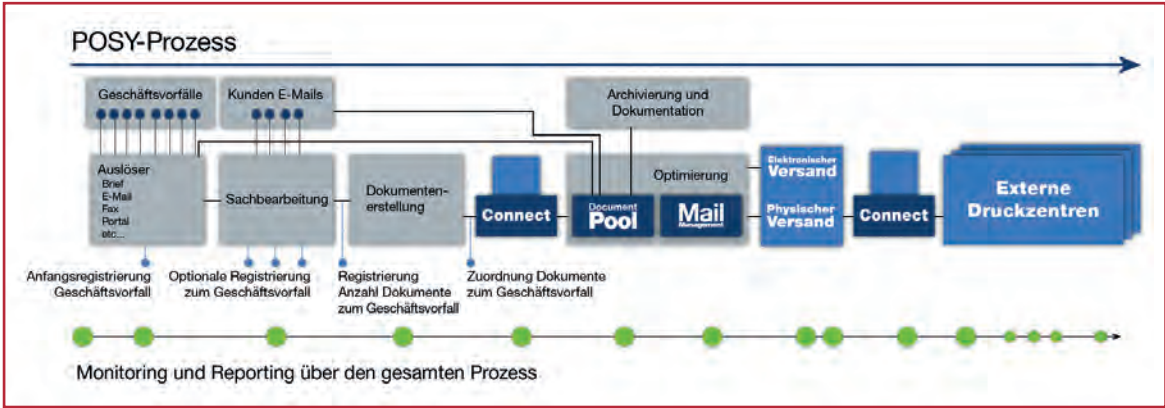 POSY-Prozess
Geschäftsvorfälle
Kunden E-Mails
Archivierung und
Dokumentation
Auslöser
Brief
E-Mail
Fax
Portal
etc...
Sachbearbeitung
Dokumenten-
erstellung
Connect
Optimierung
Document
Pool
Mail
Management
Elektronischer
Versand
Physischer
Versand
Connect
Externe
Druckzentren
Anfangsregistrierung
Geschäftsvorfall
Optionale Registrierung
zum Geschäftsvorfall
Registrierung
Anzahl Dokumente
zum Geschäftsvorfall
Zuordnung Dokumente
zum Geschäftsvorfall
Monitoring und Reporting über den gesamten Prozess